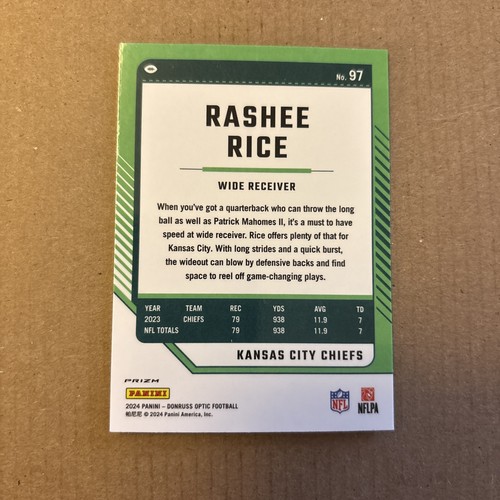 No. 97
RASHEE
RICE
WIDE RECEIVER
When you've got a quarterback who can throw the long
ball as well as Patrick Mahomes II, it's a must to have
speed at wide receiver. Rice offers plenty of that for
Kansas City. With long strides and a quick burst,
the wideout can blow by defensive backs and find
space to reel off game-changing plays.
YEAR TEAM REC YDS AVG TD
2023 CHIEFS 79 938 11.9 7
NFL TOTALS 79 938 11.9 7
KANSAS CITY CHIEFS
PRIZM
PANINI
NFL NFLPA
2024 PANINI – DONRUSS OPTIC FOOTBALL
帕尼尼 © 2024 Panini America, Inc.